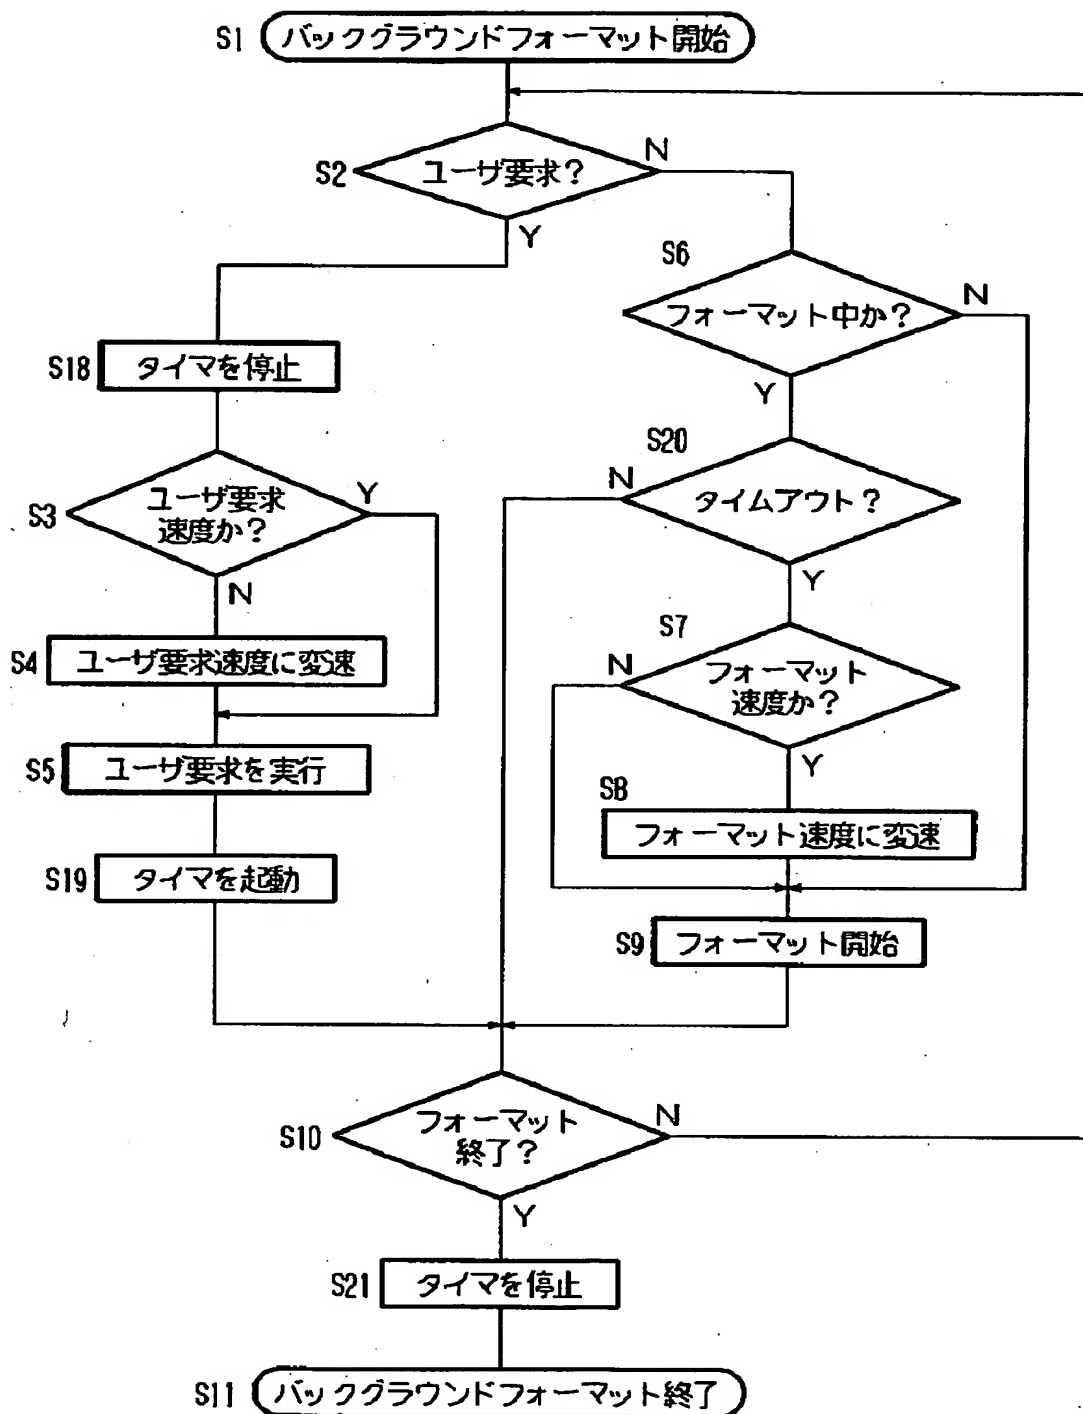 S1 バックグラウンドフォーマット開始
S2 ユーザ要求?
N
Y
S6
フォーマット中か?
N
Y
S18 タイマを停止
S20
N
タイムアウト?
Y
S3 ユーザ要求
速度か?
Y
N
S7
N
フォーマット
速度か?
Y
S4 ユーザ要求速度に変速
S5 ユーザ要求を実行
S8
フォーマット速度に変速
S19 タイマを起動
S9 フォーマット開始
S10 フォーマット
終了?
N
Y
S21 タイマを停止
S11 バックグラウンドフォーマット終了